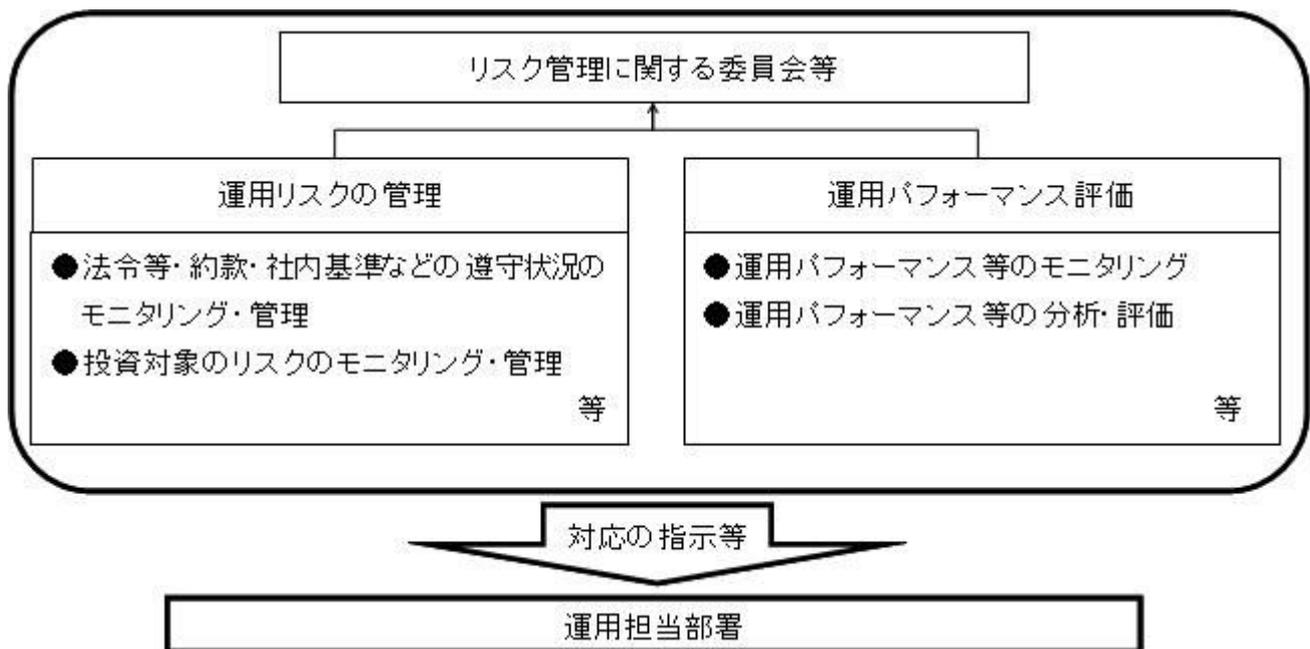 リスク管理に関する委員会等
運用リスクの管理
●法令等・約款・社内基準などの遵守状況の
モニタリング・管理
●投資対象のリスクのモニタリング・管理
等
運用パフォーマンス評価
●運用パフォーマンス等のモニタリング
●運用パフォーマンス等の分析・評価
等
対応の指示等
運用担当部署